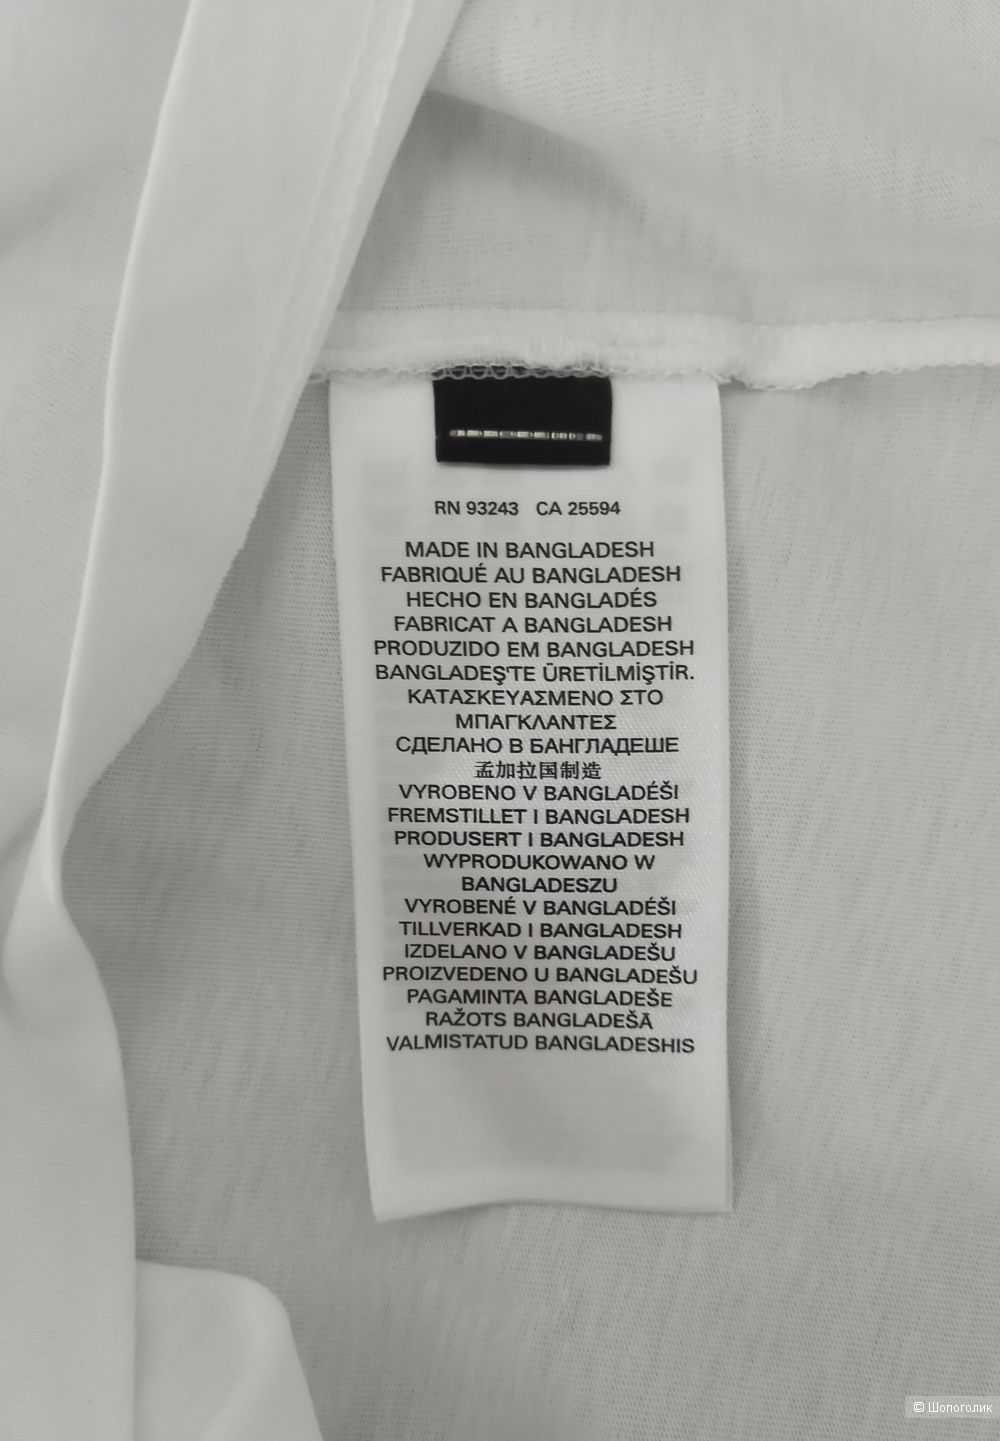 RN 93243 CA 25594
MADE IN BANGLADESH
FABRIQUÉ AU BANGLADESH
HECHO EN BANGLADÉS
FABRICAT A BANGLADESH
PRODUZIDO EM BANGLADESH
BANGLADEŞ'TE ÜRETİLMİŞTİR.
ΚΑΤΑΣΚΕΥΑΣΜΕΝΟ ΣΤΟ
ΜΠΑΓΚΛΑΝΤΕΣ
СДЕЛАНО В БАНГЛАДЕШЕ
孟加拉国制造
VYROBENO V BANGLADÉŠI
FREMSTILLET I BANGLADESH
PRODUSERT I BANGLADESH
WYPRODUKOWANO W
BANGLADESZU
VYROBENÉ V BANGLADÉŠI
TILLVERKAD I BANGLADESH
IZDELANO V BANGLADEŠU
PROIZVEDENO U BANGLADEŠU
PAGAMINTA BANGLADEŠE
RAŽOTS BANGLADEŠĀ
VALMISTATUD BANGLADESHIS
© Шопоголик